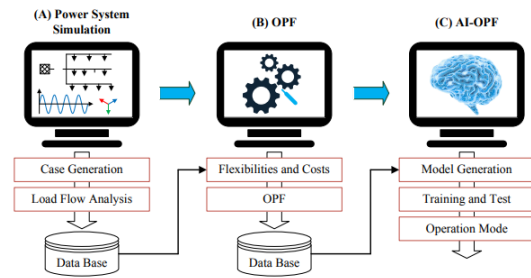 (A) Power System
Simulation
(B) OPF
(C) AI-OPF
Case Generation
Load Flow Analysis
Data Base
Flexibilities and Costs
OPF
Data Base
Model Generation
Training and Test
Operation Mode